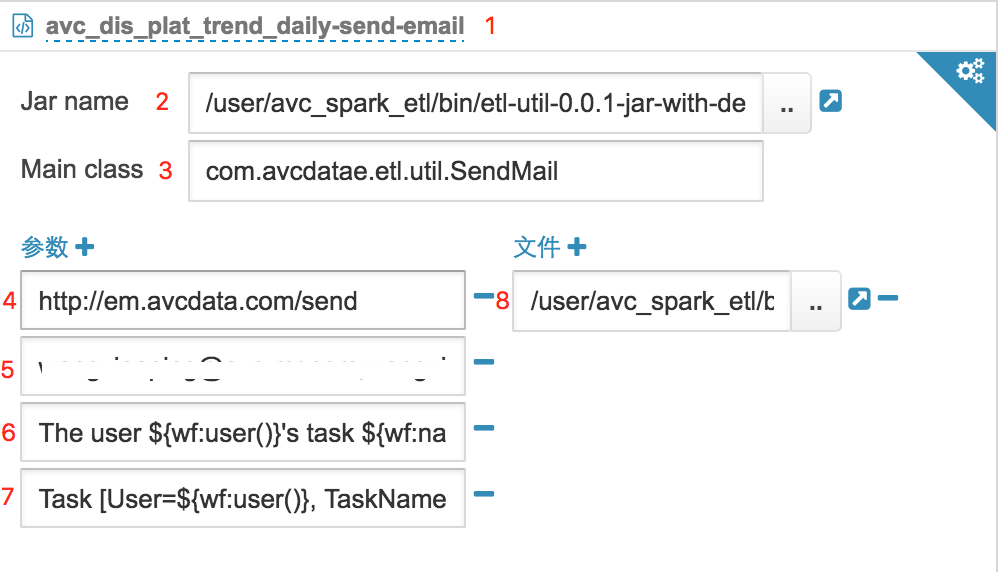 avc_dis_plat_trend_daily-send-email 1
Jar name 2 /user/avc_spark_etl/bin/etl-util-0.0.1-jar-with-de ..
Main class 3 com.avcdatae.etl.util.SendMail
参数 文件
4 http://em.avcdata.com/send 8 /user/avc_spark_etl/b ..
5
6 The user ${wf:user()}'s task ${wf:na
7 Task [User=${wf:user()}, TaskName